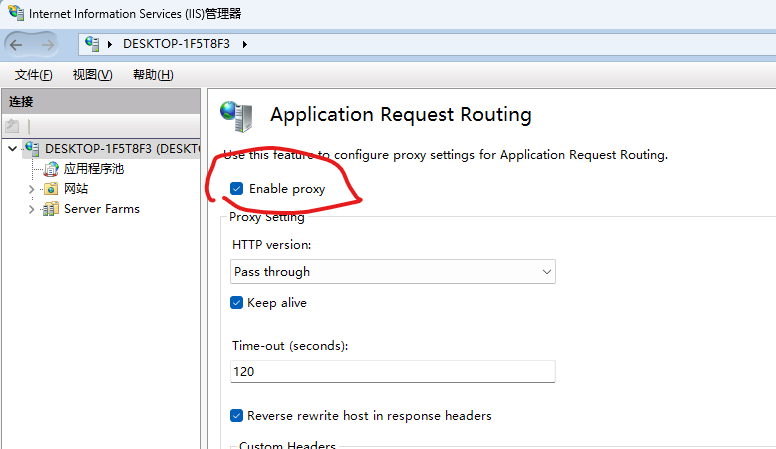 Internet Information Services (IIS)管理器
DESKTOP-1F5T8F3
文件(F) 视图(V) 帮助(H)
连接
Application Request Routing
DESKTOP-1F5T8F3 (DESKT
Use this feature to configure proxy settings for Application Request Routing.
应用程序池
网站
Enable proxy
Server Farms
Proxy Setting
HTTP version:
Pass through
Keep alive
Time-out (seconds):
120
Reverse rewrite host in response headers
Custom Headers